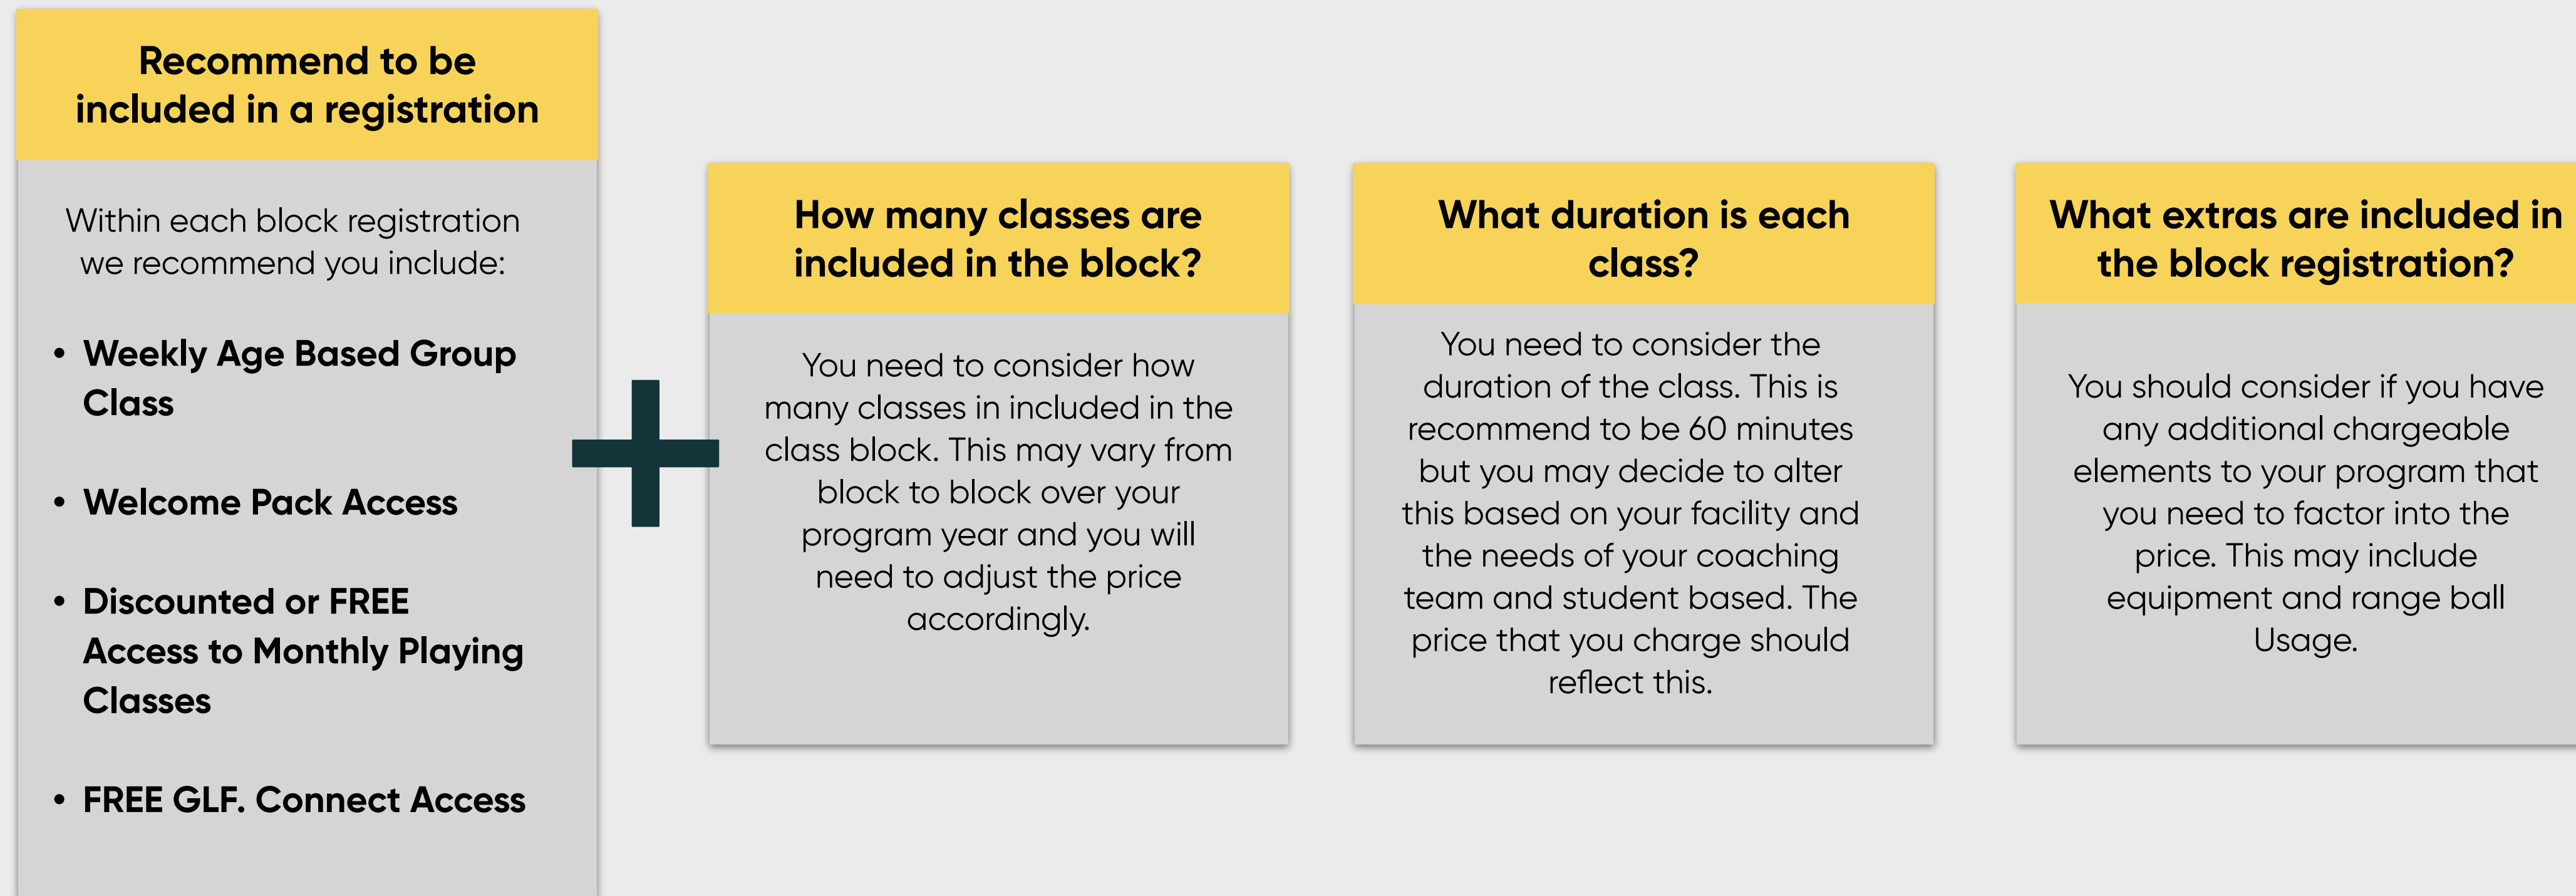 Recommend to be
included in a registration
Within each block registration
we recommend you include:
• Weekly Age Based Group
Class
• Welcome Pack Access
• Discounted or FREE
Access to Monthly Playing
Classes
• FREE GLF. Connect Access
How many classes are
included in the block?
You need to consider how
many classes in included in the
class block. This may vary from
block to block over your
program year and you will
need to adjust the price
accordingly.
What duration is each
class?
You need to consider the
duration of the class. This is
recommend to be 60 minutes
but you may decide to alter
this based on your facility and
the needs of your coaching
team and student based. The
price that you charge should
reflect this.
What extras are included in
the block registration?
You should consider if you have
any additional chargeable
elements to your program that
you need to factor into the
price. This may include
equipment and range ball
Usage.